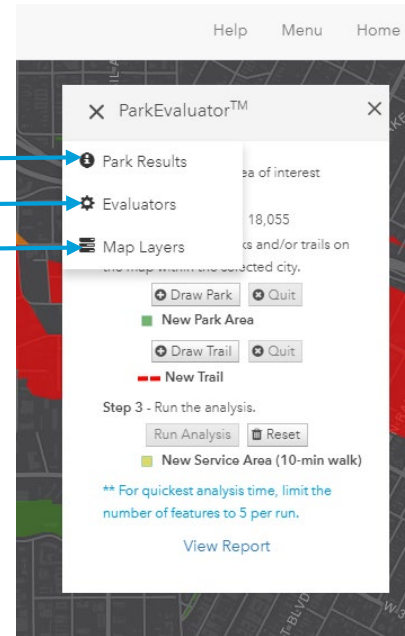 Help Menu Home
ParkEvaluator™
Park Results
ea of interest
Evaluators
18,055
Map Layers
ks and/or trails on
the map within the selected city.
Draw Park Quit
New Park Area
Draw Trail Quit
New Trail
Step 3 - Run the analysis.
Run Analysis Reset
New Service Area (10-min walk)
** For quickest analysis time, limit the
number of features to 5 per run.
View Report